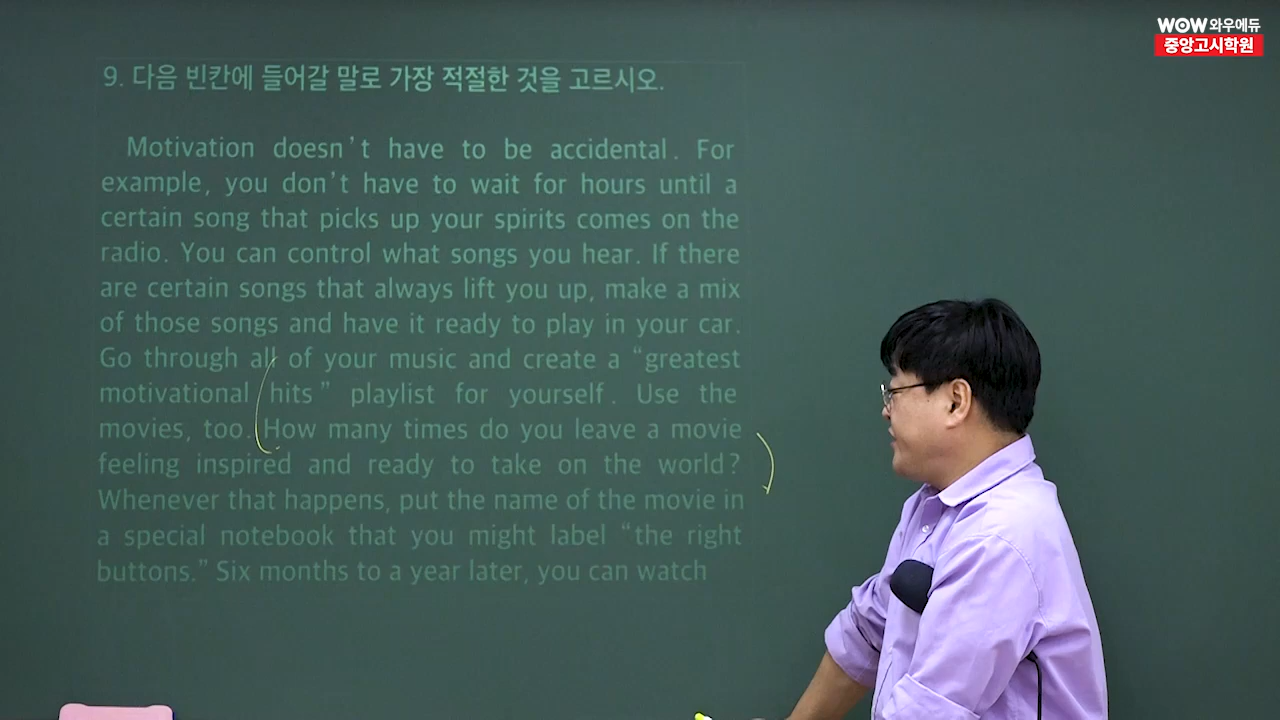 WOW와우에듀
중앙고시학원
9. 다음 빈칸에 들어갈 말로 가장 적절한 것을 고르시오.
Motivation doesn't have to be accidental. For
example, you don't have to wait for hours until a
certain song that picks up your spirits comes on the
radio. You can control what songs you hear. If there
are certain songs that always lift you up, make a mix
of those songs and have it ready to play in your car.
Go through all of your music and create a “greatest
motivational hits” playlist for yourself. Use the
movies, too. How many times do you leave a movie
feeling inspired and ready to take on the world?
Whenever that happens, put the name of the movie in
a special notebook that you might label “the right
buttons.” Six months to a year later, you can watch